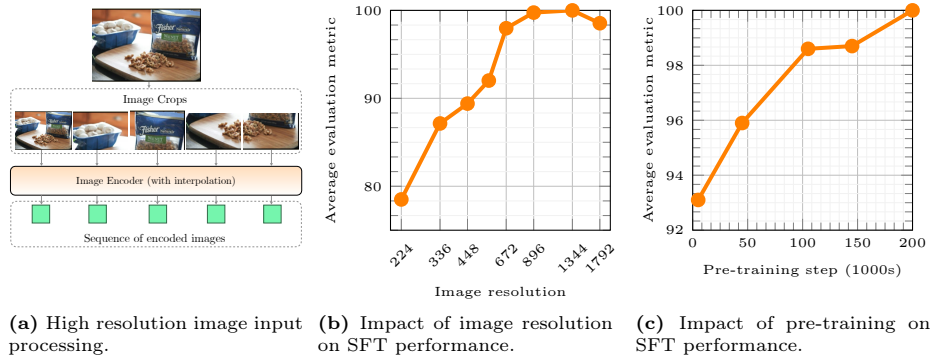 Fisher
Image Crops
Fisher
Image Encoder (with interpolation)
Sequence of encoded images
(a) High resolution image input
processing.
Average evaluation metric
100
90
80
224
336
448
672
896
1344
1792
Image resolution
(b) Impact of image resolution
on SFT performance.
Average evaluation metric
100
98
96
94
92
0
50
100
150
200
Pre-training step (1000s)
(c) Impact of pre-training on
SFT performance.